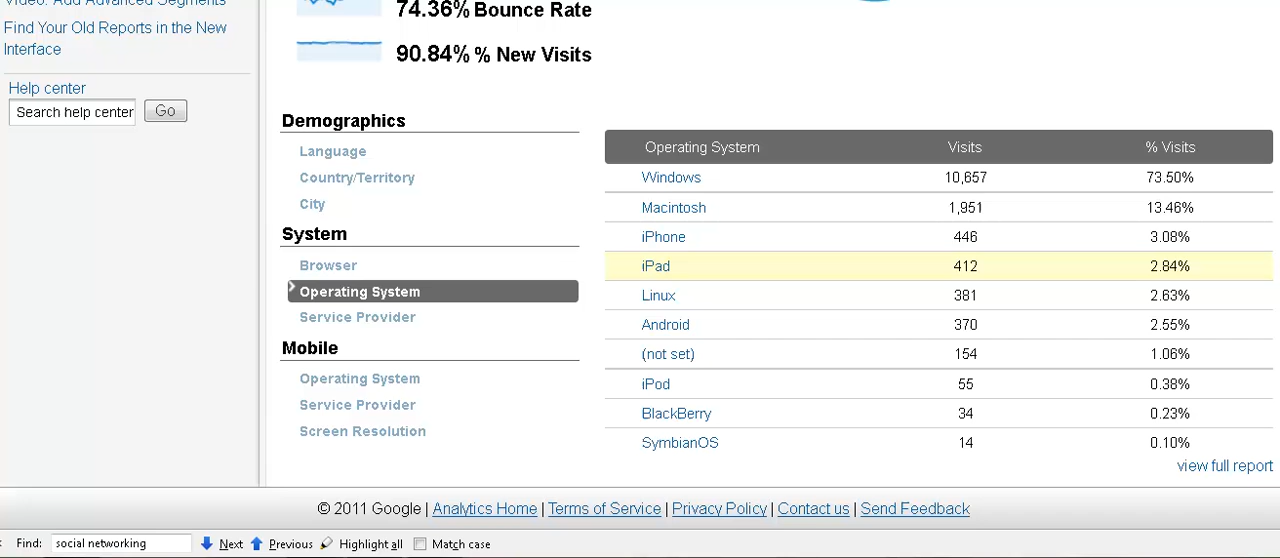 Video: Add Advanced Segments
Find Your Old Reports in the New
Interface
Help center
Search help center Go
74.36% Bounce Rate
90.84% % New Visits
Demographics
Language
Country/Territory
City
System
Browser
Operating System
Service Provider
Mobile
Operating System
Service Provider
Screen Resolution
Operating System Visits % Visits
Windows 10,657 73.50%
Macintosh 1,951 13.46%
iPhone 446 3.08%
iPad 412 2.84%
Linux 381 2.63%
Android 370 2.55%
(not set) 154 1.06%
iPod 55 0.38%
BlackBerry 34 0.23%
SymbianOS 14 0.10%
view full report
© 2011 Google | Analytics Home | Terms of Service | Privacy Policy | Contact us | Send Feedback
Find: social networking Next Previous Highlight all Match case